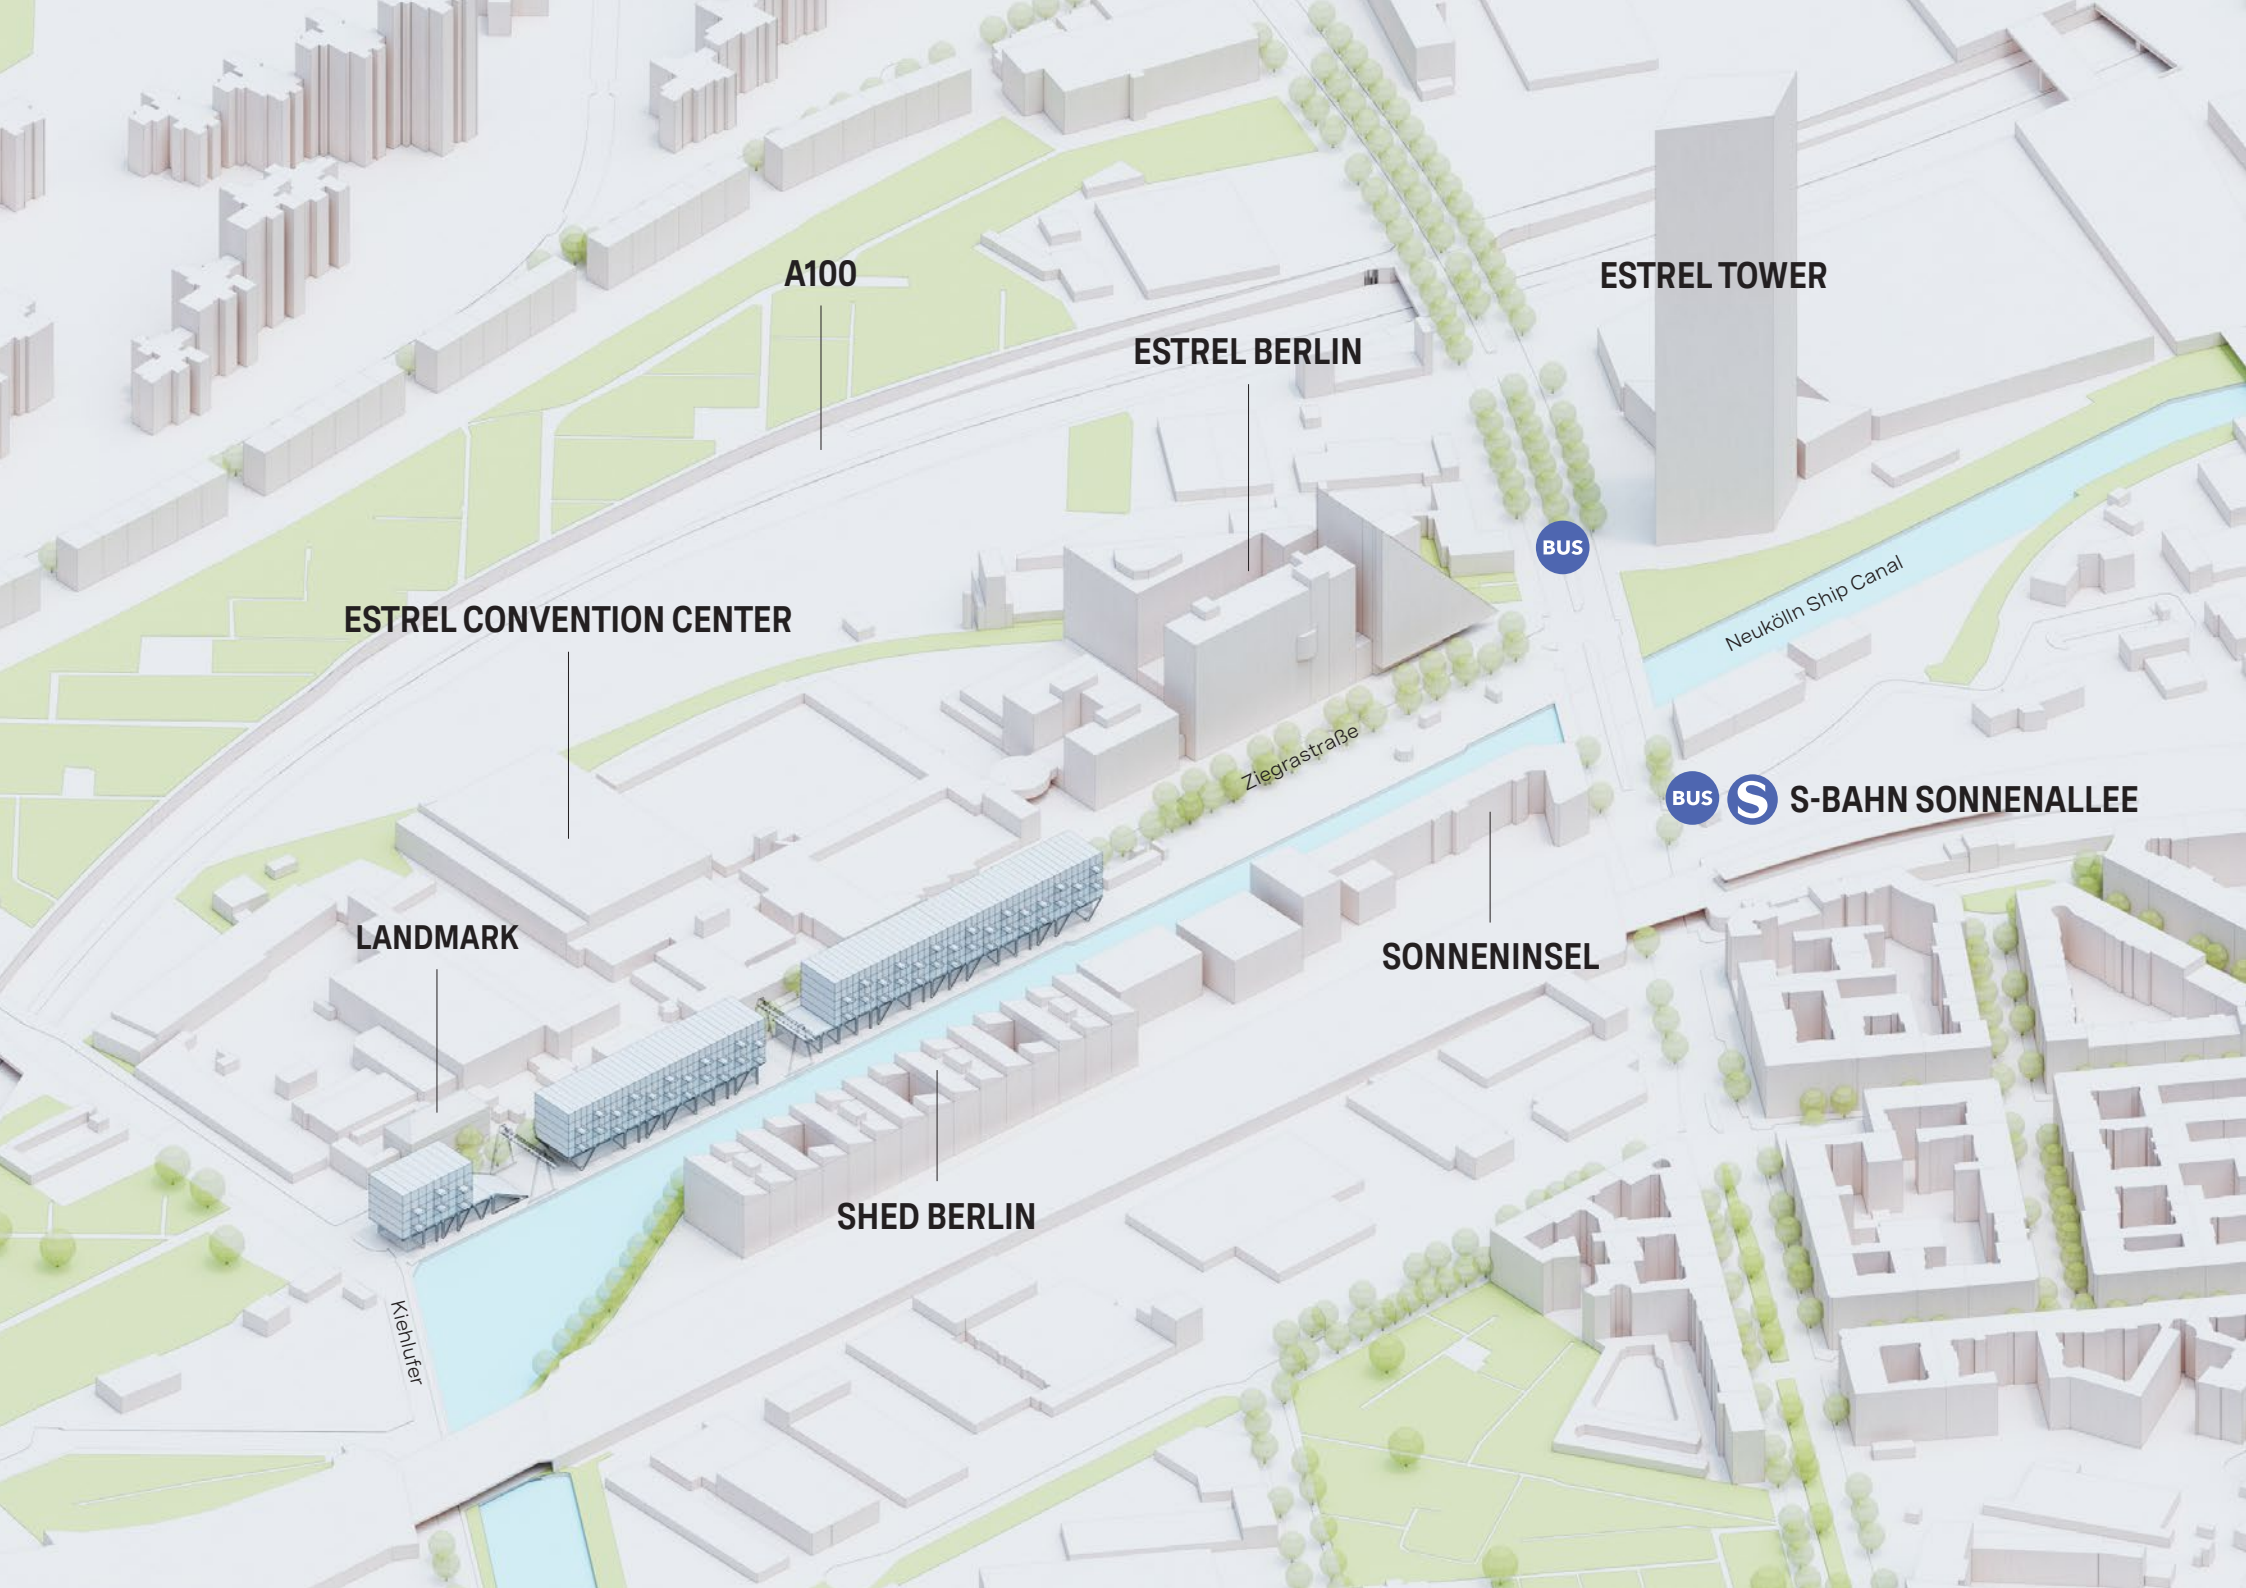 A100
ESTREL TOWER
ESTREL BERLIN
BUS
Neukölln Ship Canal
ESTREL CONVENTION CENTER
Ziegrastraße
BUS S S-BAHN SONNENALLEE
LANDMARK
SONNENINSEL
SHED BERLIN
Kiehlufer